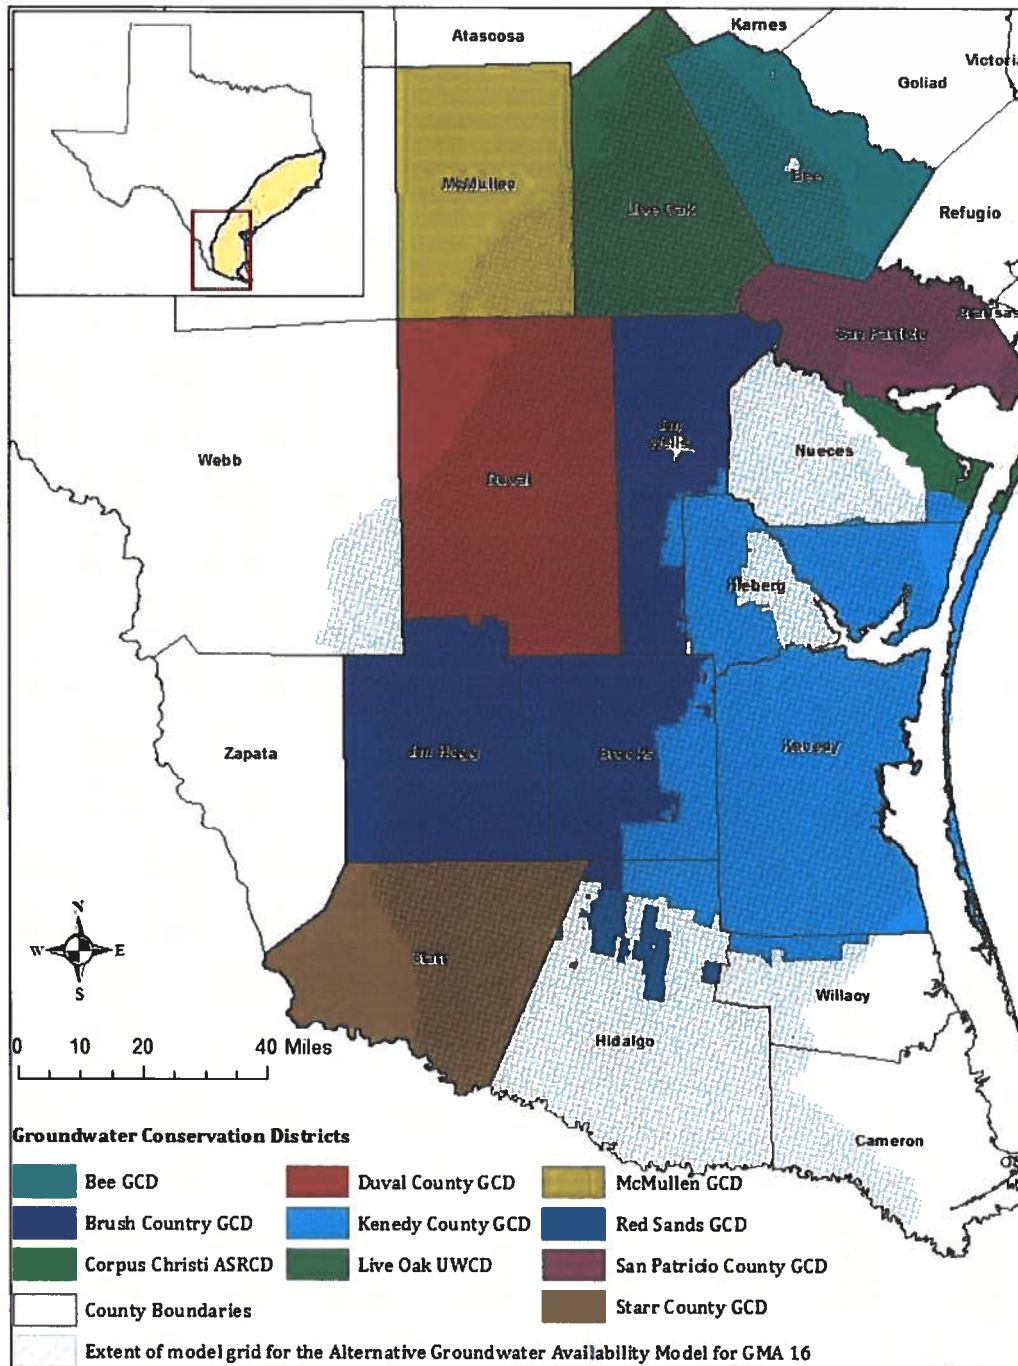 Atascosa
Karnes
Victoria
Goliad
McMullen
Bee
Live Oak
Refugio
Aransas
San Patricio
Webb
Jim
Wells
Nueces
Duval
Kleberg
Zapata
Jim Hogg
Brooks
Kenedy
N
W E
S
Starr
Willacy
Hidalgo
0 10 20 40 Miles
Cameron
Groundwater Conservation Districts
Bee GCD
Duval County GCD
McMullen GCD
Brush Country GCD
Kenedy County GCD
Red Sands GCD
Corpus Christi ASRCD
Live Oak UWCD
San Patricio County GCD
County Boundaries
Starr County GCD
Extent of model grid for the Alternative Groundwater Availability Model for GMA 16